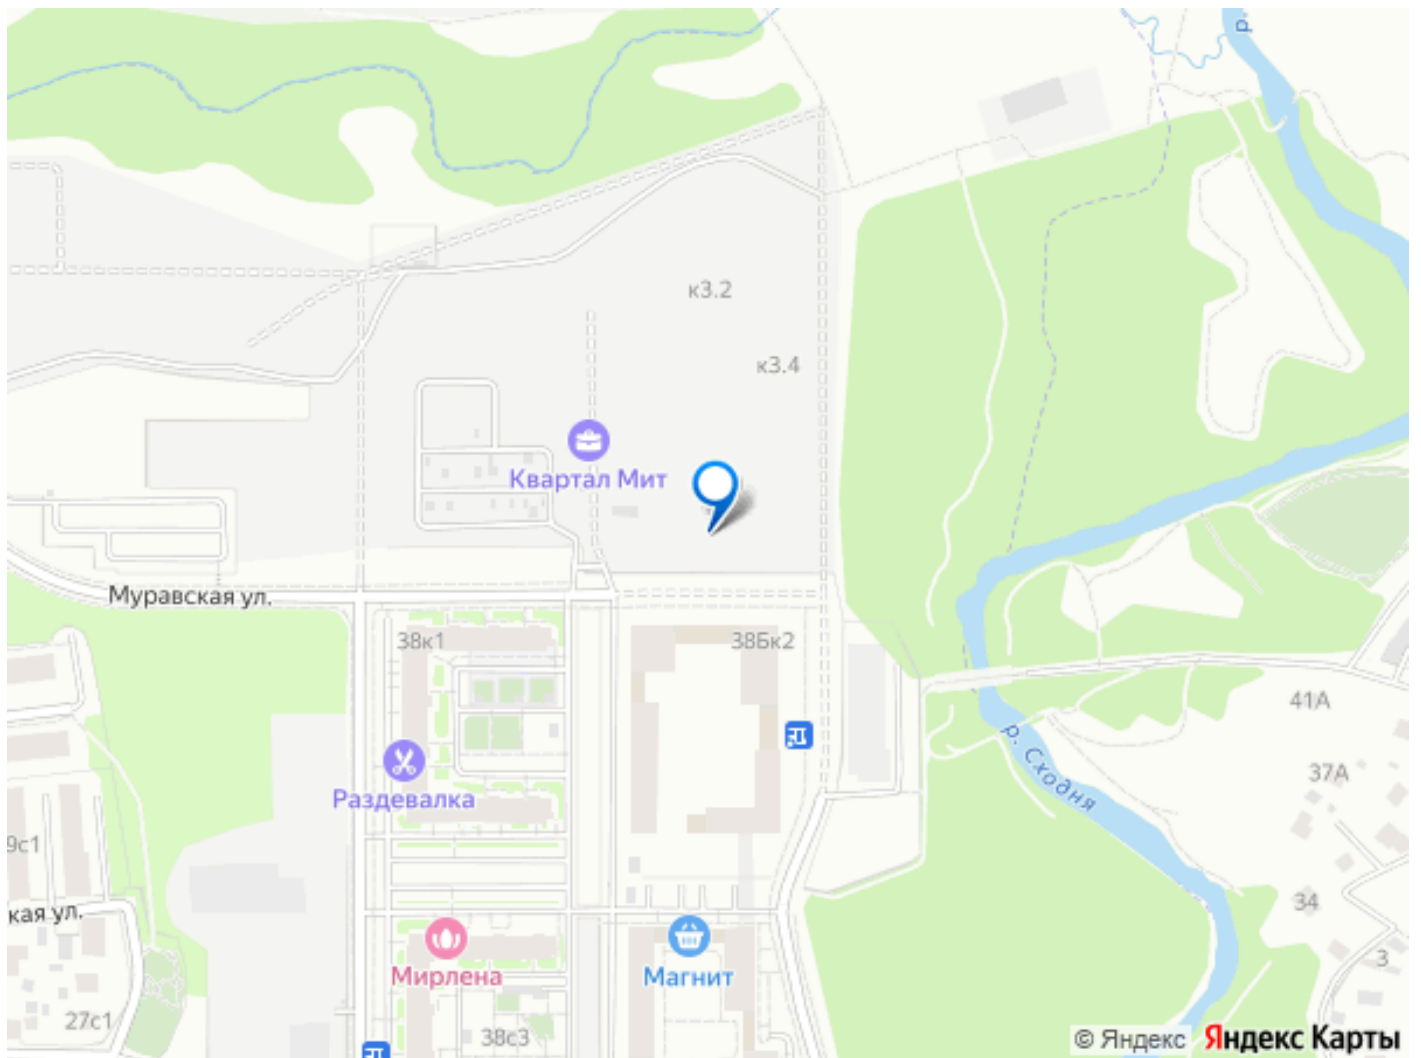 р.
к3.2
к3.4
Квартал Мит
Муравская ул.
38к1
38Бк2
41А
р. Сходня
37А
Раздевалка
9с1
34
кая ул.
Мирлена
Магнит
3
27с1
38с3
© Яндекс Яндекс Карты